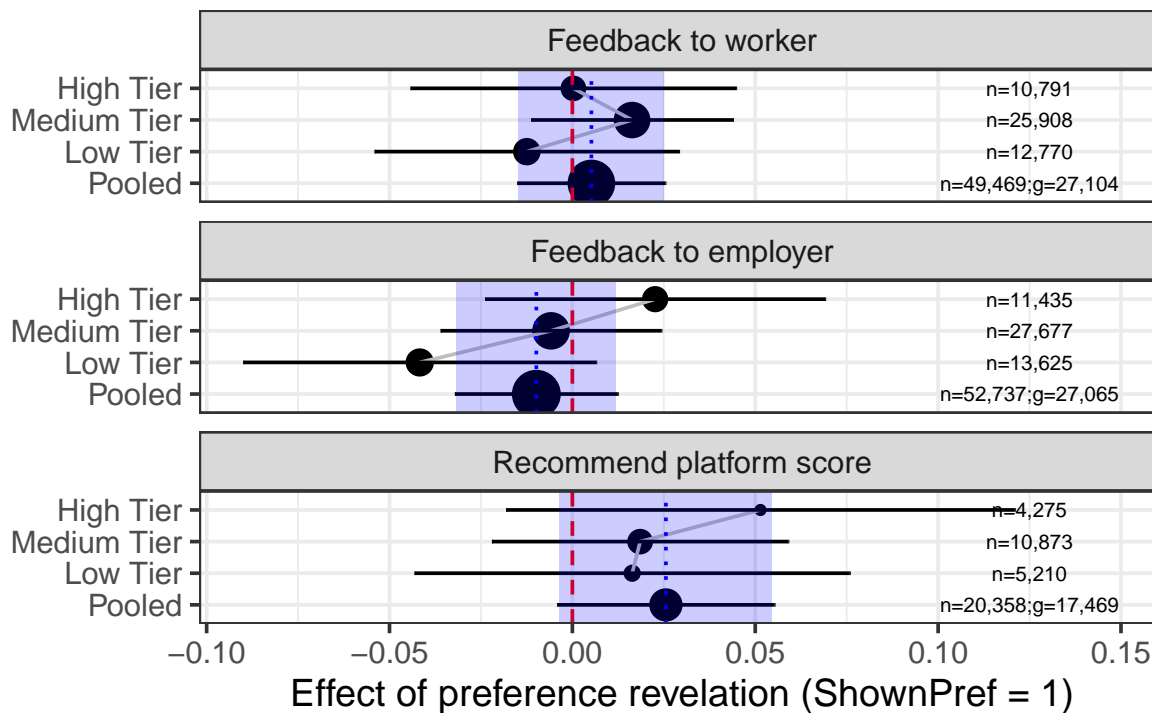 Feedback to worker
High Tier n=10,791
Medium Tier n=25,908
Low Tier n=12,770
Pooled n=49,469;g=27,104
Feedback to employer
High Tier n=11,435
Medium Tier n=27,677
Low Tier n=13,625
Pooled n=52,737;g=27,065
Recommend platform score
High Tier n=4,275
Medium Tier n=10,873
Low Tier n=5,210
Pooled n=20,358;g=17,469
−0.10 −0.05 0.00 0.05 0.10 0.15
Effect of preference revelation (ShownPref = 1)